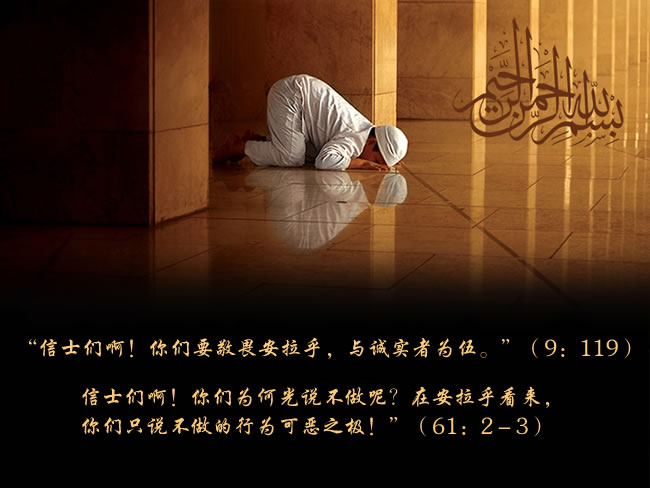 بسم الله الرحمن الرحيم
“信士们啊！你们要敬畏安拉乎，与诚实者为伍。”（9：119）
信士们啊！你们为何光说不做呢？在安拉乎看来，
你们只说不做的行为可恶之极！”（61：2－3）